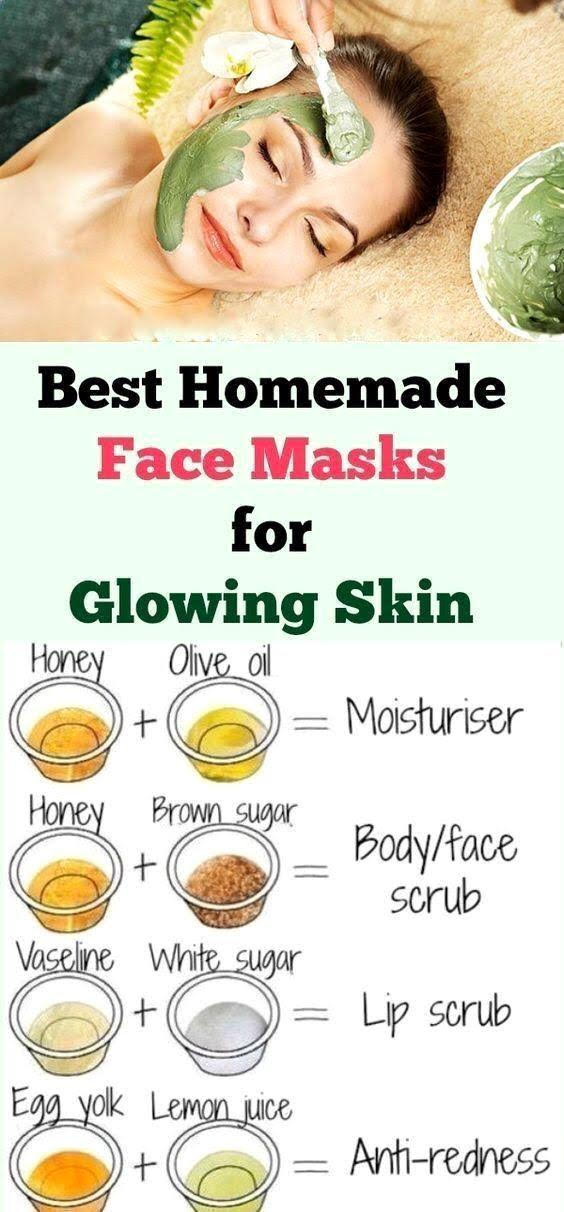 Best Homemade
Face Masks
for
Glowing Skin
Honey Olive oil
+ = Moisturiser
Honey Brown sugar
+ = Body/face
scrub
Vaseline White sugar
+ = Lip scrub
Egg yolk Lemon juice
+ = Anti-redness